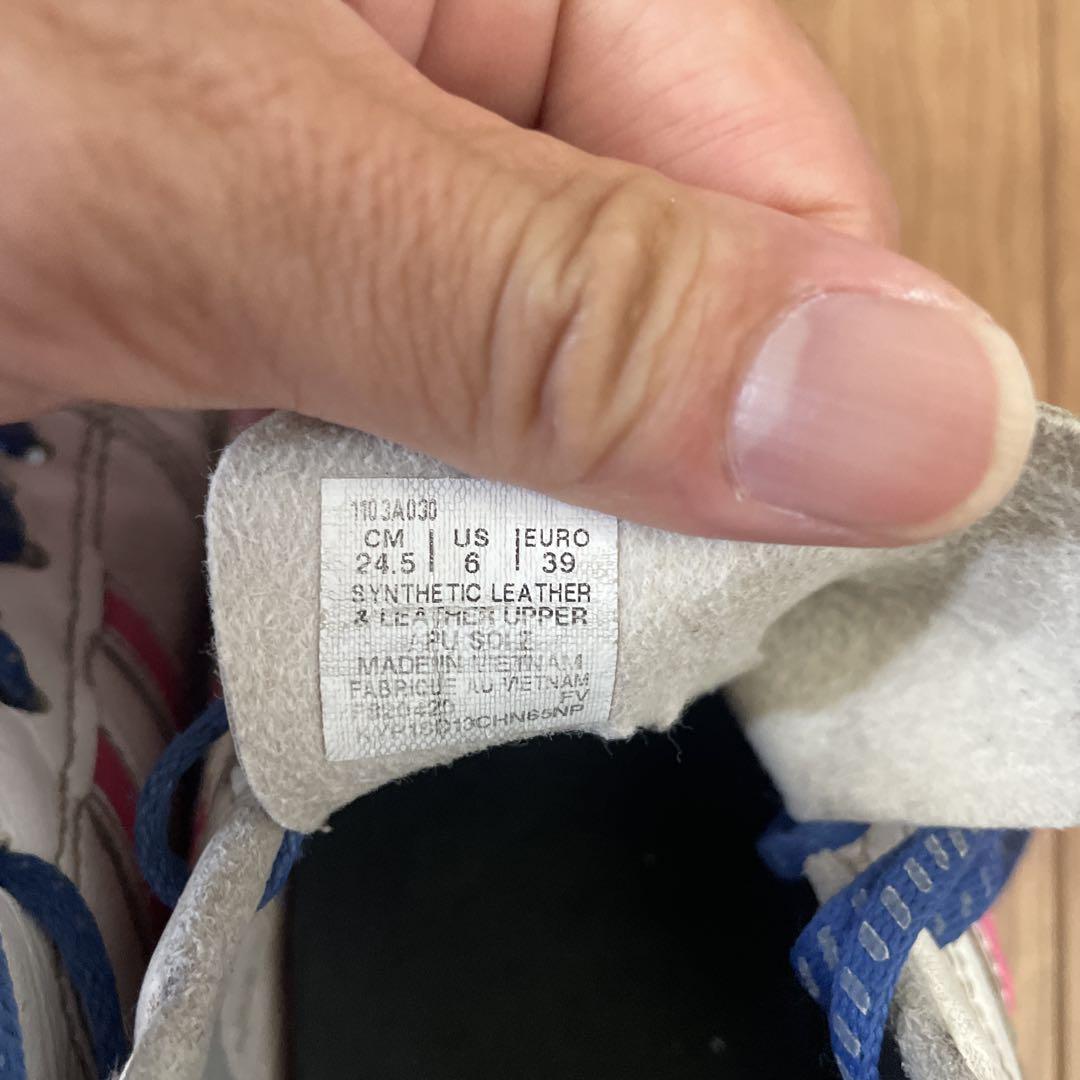 1103A030
CM | US | EURO
24.5 | 6 | 39
SYNTHETIC LEATHER
& LEATHER UPPER
SOLE
MADE IN VIETNAM
FABRIQUE AU VIETNAM
FV